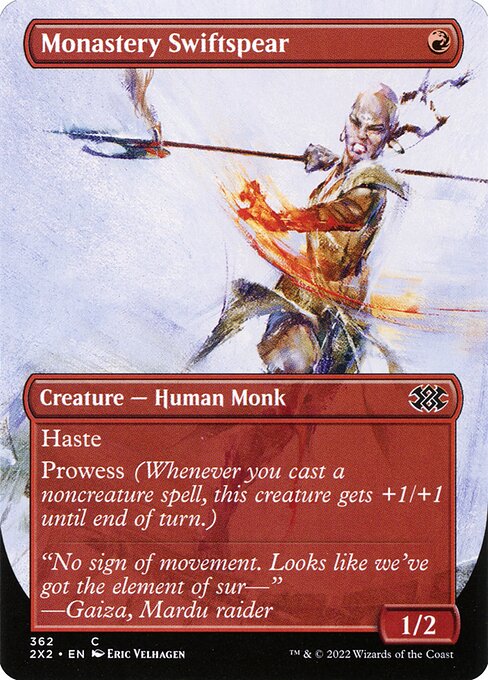 Monastery Swiftspear
Creature — Human Monk
Haste
Prowess (Whenever you cast a
noncreature spell, this creature gets +1/+1
until end of turn.)
“No sign of movement. Looks like we’ve
got the element of sur—”
—Gaiza, Mardu raider
1/2
362 C
2X2 • EN Eric Velhagen
™ & © 2022 Wizards of the Coast